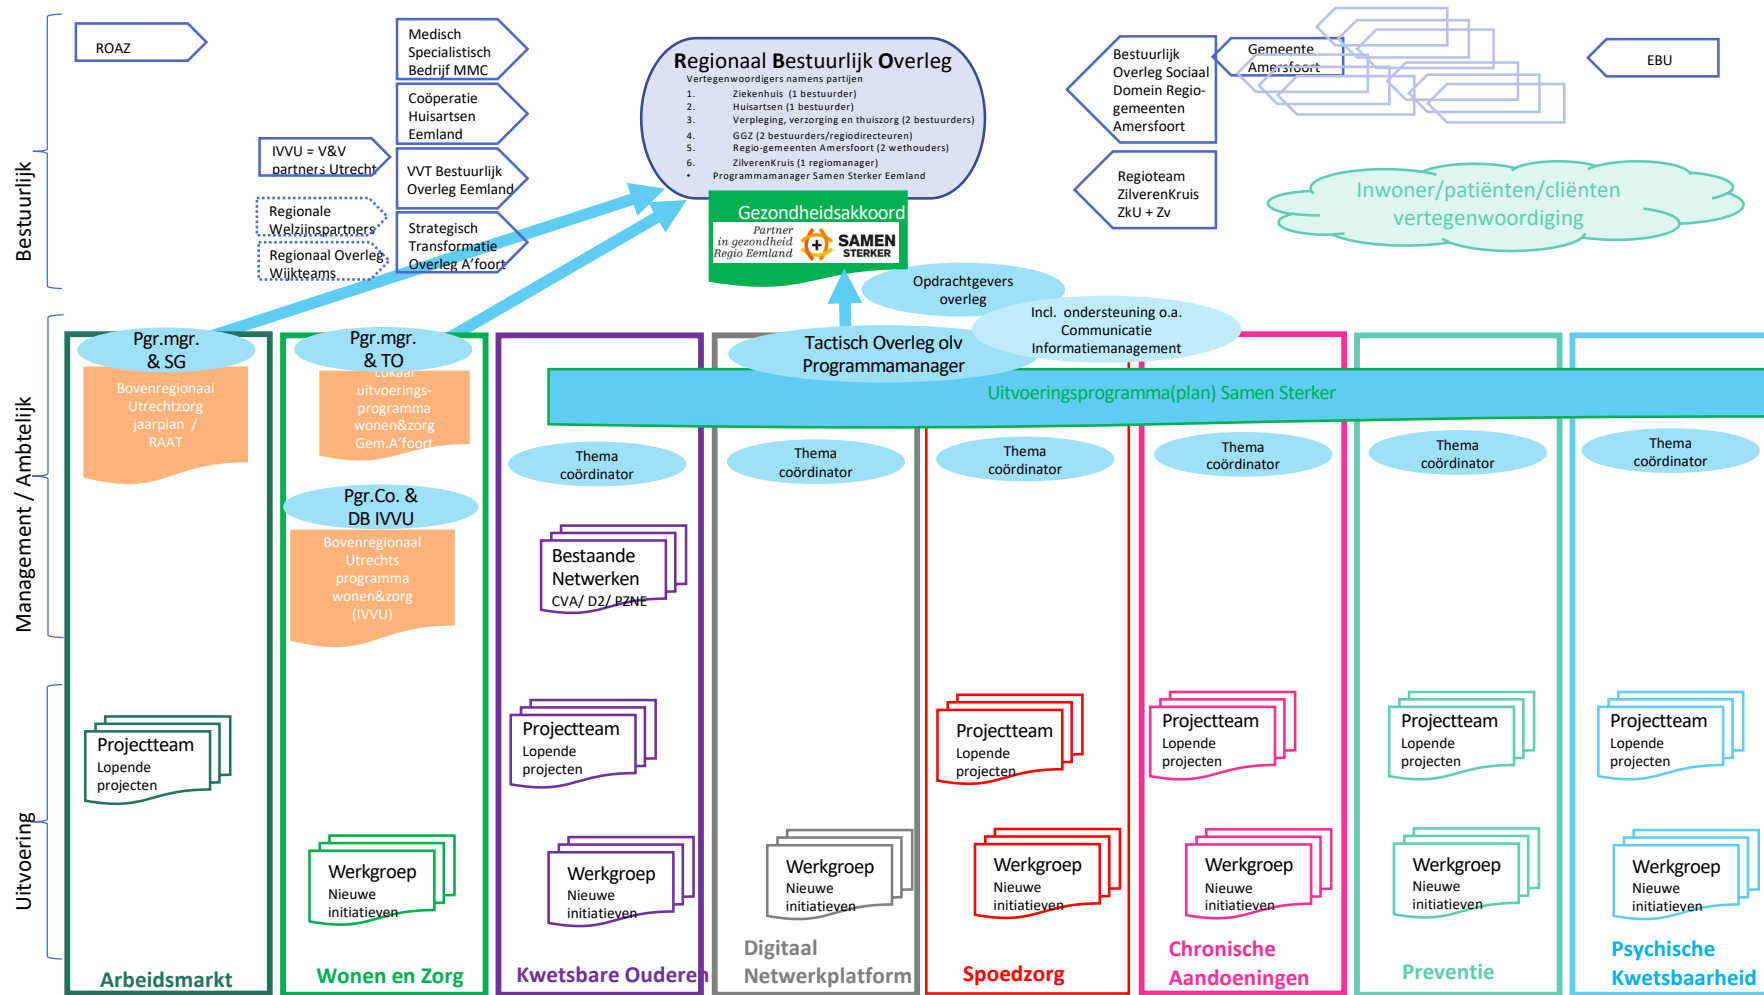 Bestuurlijk
ROAZ
Medisch
Specialistisch
Bedrijf MMC
Coöperatie
Huisartsen
Eemland
IVVU = V&V
partners Utrecht
VVT Bestuurlijk
Overleg Eemland
Regionale
Welzijnspartners
Regionaal Overleg
Wijkteams
Strategisch
Transformatie
Overleg A'foort
Regionaal Bestuurlijk Overleg
Vertegenwoordigers namens partijen
1. Ziekenhuis (1 bestuurder)
2. Huisartsen (1 bestuurder)
3. Verpleging, verzorging en thuiszorg (2 bestuurders)
4. GGZ (2 bestuurders/regiodirecteuren)
5. Regio-gemeenten Amersfoort (2 wethouders)
6. ZilverenKruis (1 regiomanager)
• Programmamanager Samen Sterker Eemland
Gezondheidsakkoord
Partner
in gezondheid
Regio Eemland
SAMEN
STERKER
Bestuurlijk
Overleg Sociaal
Domein Regio-
gemeenten
Amersfoort
Gemeente
Amersfoort
EBU
Regioteam
ZilverenKruis
ZkU + Zv
Inwoner/patiënten/cliënten
vertegenwoordiging
Opdrachtgevers
overleg
Incl. ondersteuning o.a.
Communicatie
Informatiemanagement
Tactisch Overleg olv
Programmamanager
Uitvoeringsprogramma(plan) Samen Sterker
Management / Ambtelijk
Pgr.mgr.
& SG
Bovenregionaal
Utrechtzorg
jaarplan /
RAAT
Pgr.mgr.
& TO
Lokaal
uitvoerings-
programma
wonen&zorg
Gem.A'foort
Pgr.Co. &
DB IVVU
Bovenregionaal
Utrechts
programma
wonen&zorg
(IVVU)
Thema
coördinator
Bestaande
Netwerken
CVA/ D2/ PZNE
Thema
coördinator
Thema
coördinator
Thema
coördinator
Thema
coördinator
Thema
coördinator
Uitvoering
Projectteam
Lopende
projecten
Projectteam
Lopende
projecten
Projectteam
Lopende
projecten
Projectteam
Lopende
projecten
Projectteam
Lopende
projecten
Projectteam
Lopende
projecten
Werkgroep
Nieuwe
initiatieven
Werkgroep
Nieuwe
initiatieven
Werkgroep
Nieuwe
initiatieven
Werkgroep
Nieuwe
initiatieven
Werkgroep
Nieuwe
initiatieven
Werkgroep
Nieuwe
initiatieven
Werkgroep
Nieuwe
initiatieven
Arbeidsmarkt
Wonen en Zorg
Kwetsbare Ouderen
Digitaal
Netwerkplatform
Spoedzorg
Chronische
Aandoeningen
Preventie
Psychische
Kwetsbaarheid